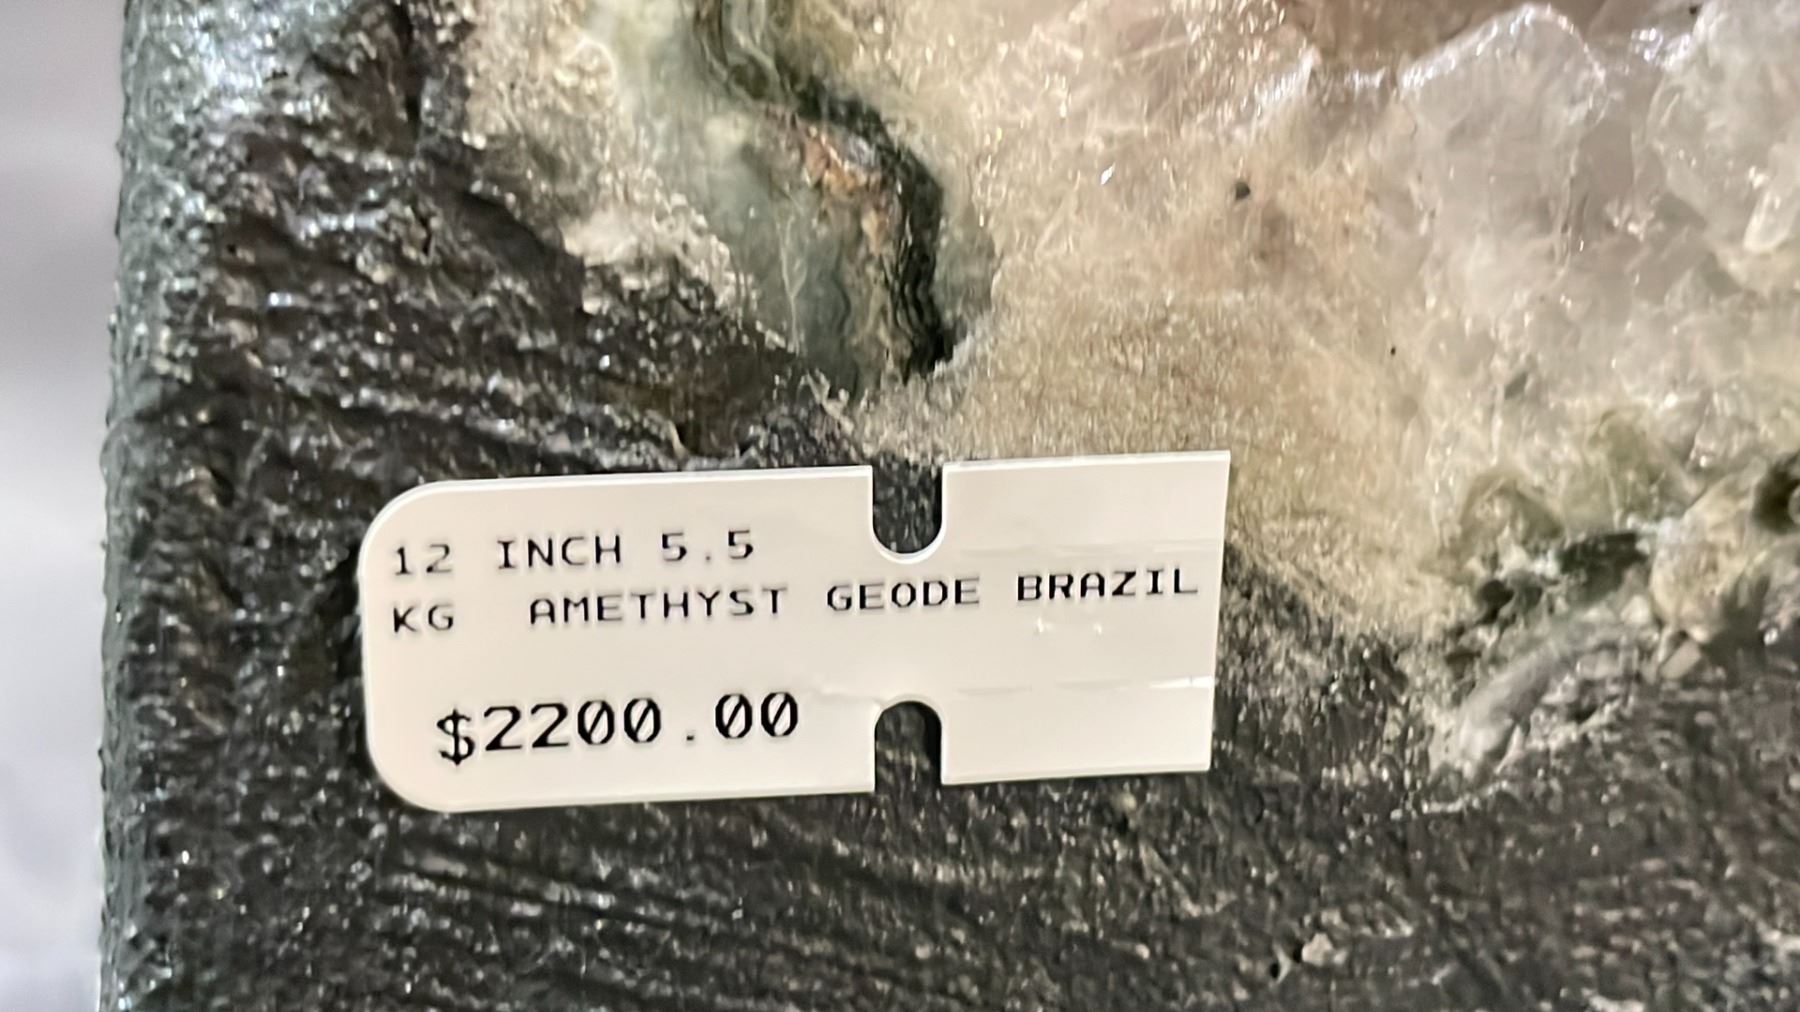 12 INCH 5.5
KG AMETHYST GEODE BRAZIL
$2200.00